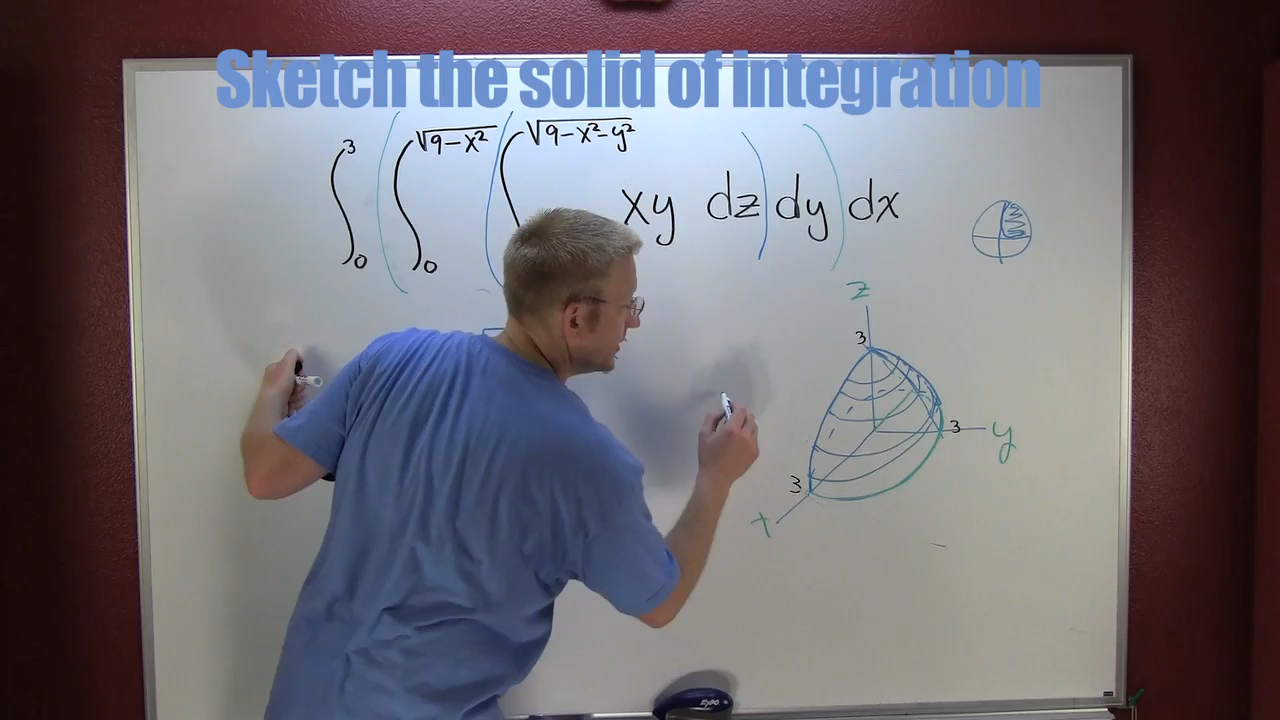 Sketch the solid of integration
∫₀³ ∫₀^√(9-x²) ∫^√(9-x²-y²) xy dz dy dx
z
3
3 y
3
x
EXPO